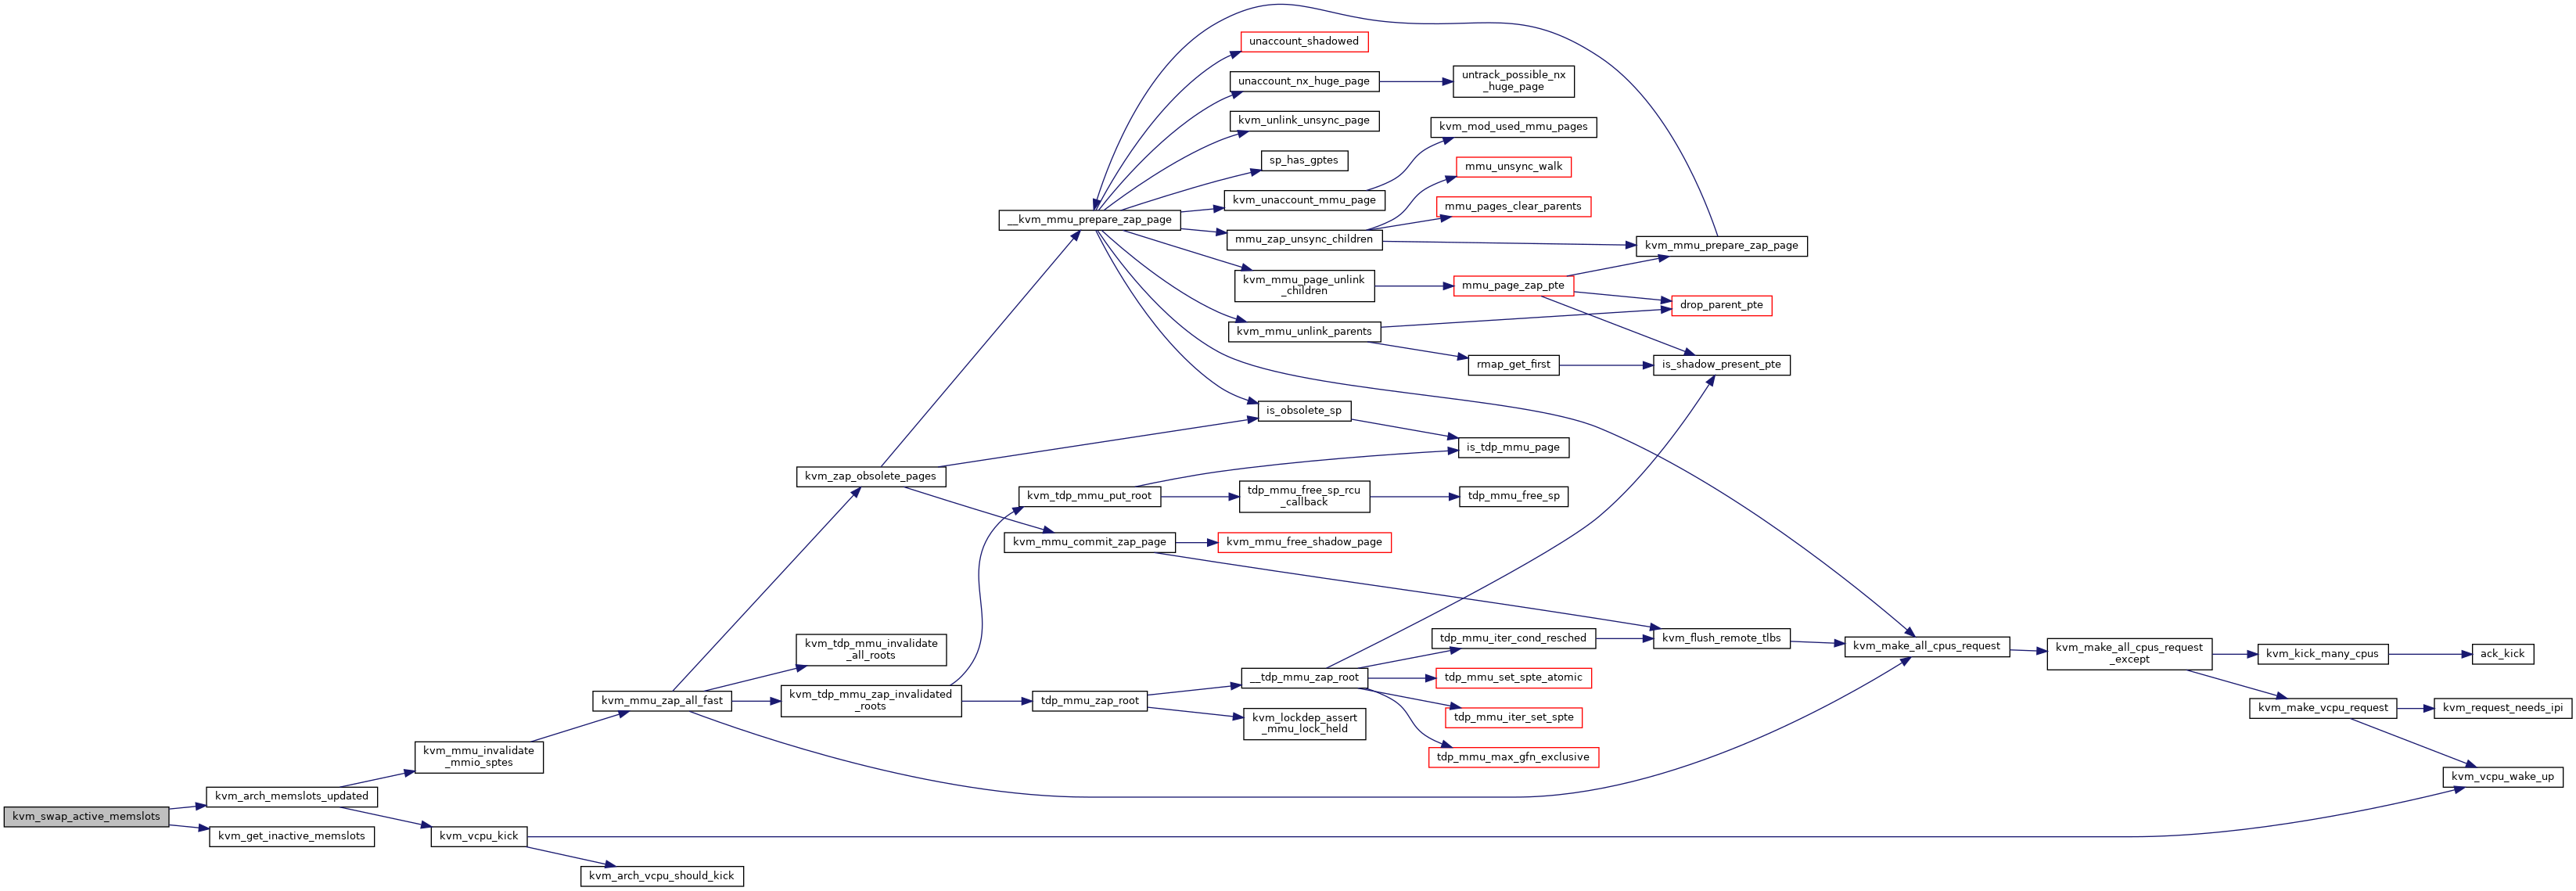 unaccount_shadowed
unaccount_nx_huge_page
untrack_possible_nx
_huge_page
kvm_unlink_unsync_page
kvm_mod_used_mmu_pages
sp_has_gptes
mmu_unsync_walk
kvm_unaccount_mmu_page
mmu_pages_clear_parents
__kvm_mmu_prepare_zap_page
mmu_zap_unsync_children
kvm_mmu_prepare_zap_page
kvm_mmu_page_unlink
_children
mmu_page_zap_pte
drop_parent_pte
kvm_mmu_unlink_parents
rmap_get_first
is_shadow_present_pte
is_obsolete_sp
is_tdp_mmu_page
kvm_zap_obsolete_pages
kvm_tdp_mmu_put_root
tdp_mmu_free_sp_rcu
_callback
tdp_mmu_free_sp
kvm_mmu_commit_zap_page
kvm_mmu_free_shadow_page
kvm_tdp_mmu_invalidate
_all_roots
tdp_mmu_iter_cond_resched
kvm_flush_remote_tlbs
kvm_make_all_cpus_request
kvm_make_all_cpus_request
_except
kvm_kick_many_cpus
ack_kick
__tdp_mmu_zap_root
tdp_mmu_set_spte_atomic
kvm_mmu_zap_all_fast
kvm_tdp_mmu_zap_invalidated
_roots
tdp_mmu_zap_root
kvm_lockdep_assert
_mmu_lock_held
tdp_mmu_iter_set_spte
kvm_make_vcpu_request
kvm_request_needs_ipi
kvm_mmu_invalidate
_mmio_sptes
tdp_mmu_max_gfn_exclusive
kvm_vcpu_wake_up
kvm_arch_memslots_updated
kvm_swap_active_memslots
kvm_get_inactive_memslots
kvm_vcpu_kick
kvm_arch_vcpu_should_kick